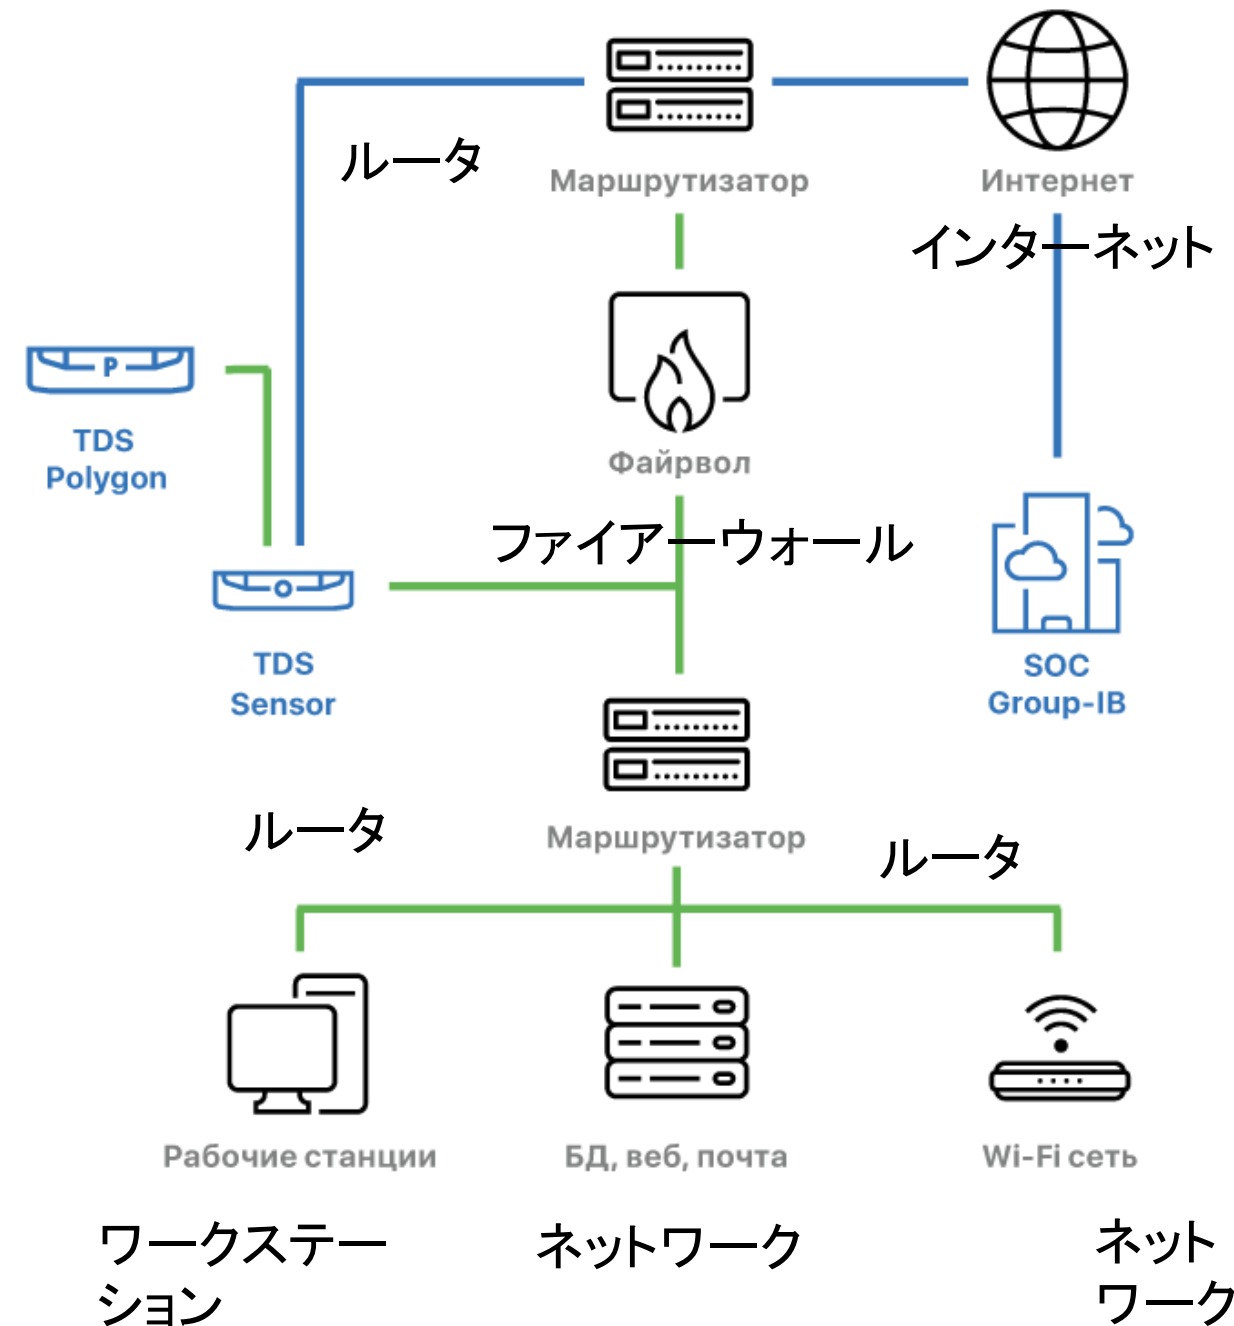 ルータ
Маршрутизатор
Интернет
インターネット
P
TDS
Polygon
Файрвол
ファイアーウォール
TDS
Sensor
SOC
Group-IB
ルータ
Маршрутизатор
ルータ
Рабочие станции
БД, веб, почта
Wi-Fi сеть
ワークステー
ション
ネットワーク
ネット
ワーク